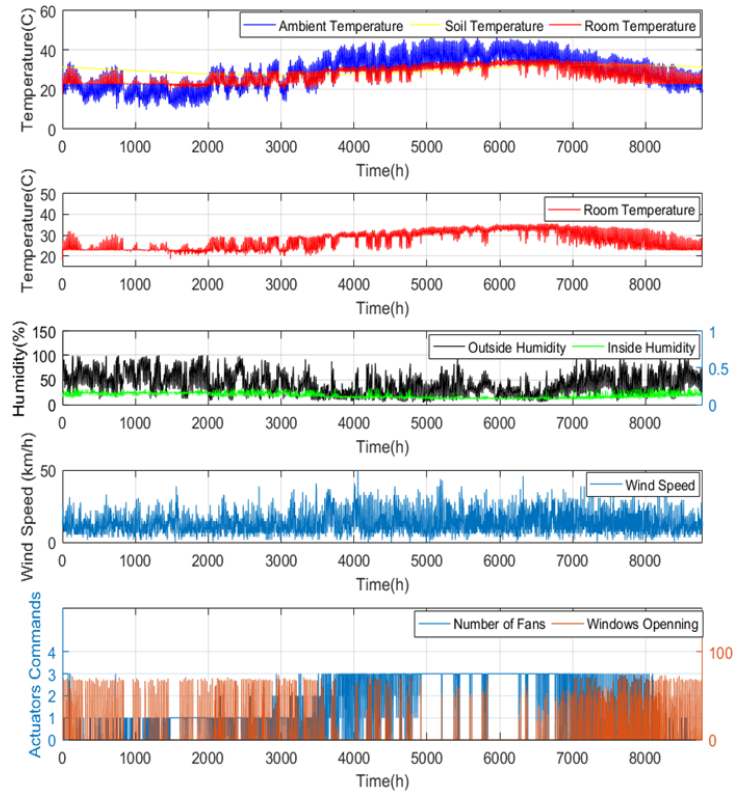 Ambient Temperature Soil Temperature Room Temperature
Temperature(C)
60
40
20
0
0 1000 2000 3000 4000 5000 6000 7000 8000
Time(h)
Room Temperature
Temperature(C)
50
40
30
20
0 1000 2000 3000 4000 5000 6000 7000 8000
Time(h)
Outside Humidity Inside Humidity
Humidity(%)
150
100
50
0
1
0.5
0
0 1000 2000 3000 4000 5000 6000 7000 8000
Time(h)
Wind Speed
Wind Speed (km/h)
50
0
0 1000 2000 3000 4000 5000 6000 7000 8000
Time(h)
Number of Fans Windows Openning
Actuators Commands
4
3
2
1
0
100
0
0 1000 2000 3000 4000 5000 6000 7000 8000
Time(h)